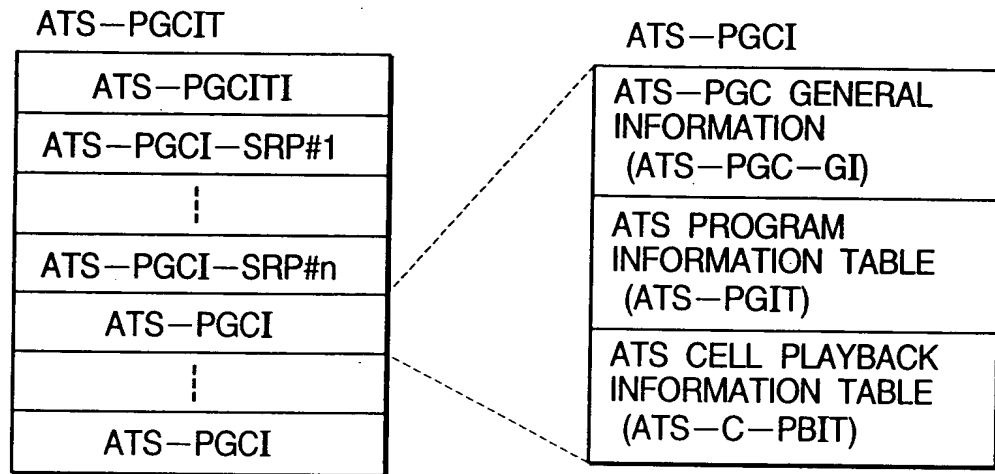 ATS—PGCIT
ATS—PGCITI
ATS—PGCI—SRP#1
ATS—PGCI—SRP#n
ATS—PGCI
ATS—PGCI
ATS—PGCI
ATS—PGC GENERAL
INFORMATION
(ATS—PGC—GI)
ATS PROGRAM
INFORMATION TABLE
(ATS—PGIT)
ATS CELL PLAYBACK
INFORMATION TABLE
(ATS—C—PBIT)